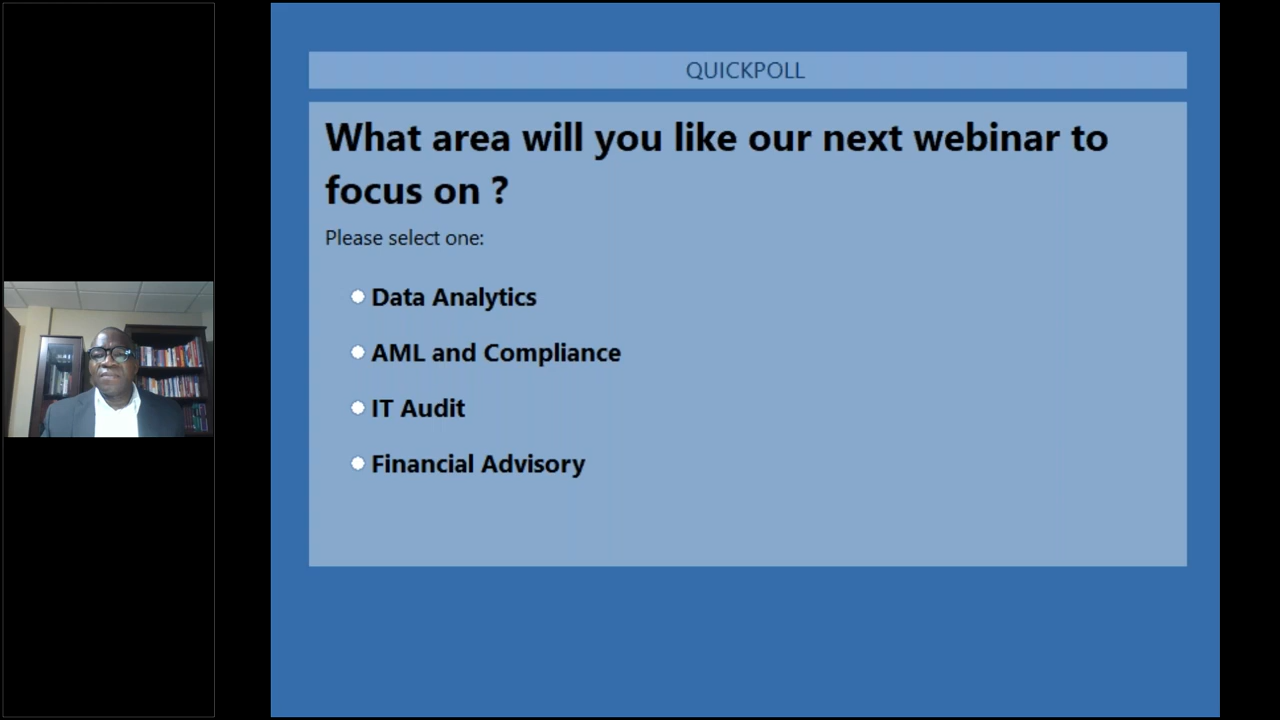 QUICKPOLL
What area will you like our next webinar to
focus on ?
Please select one:
Data Analytics
AML and Compliance
IT Audit
Financial Advisory